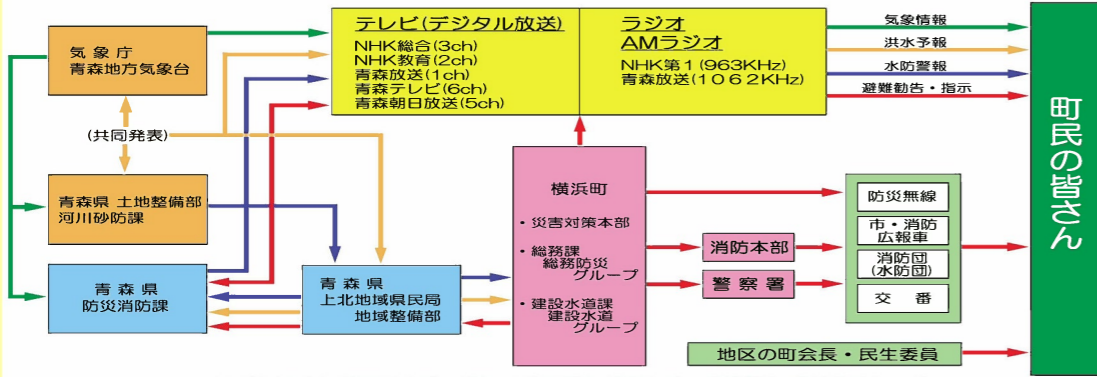 気象庁
青森地方気象台
(共同発表)
青森県 土地整備部
河川砂防課
青森県
防災消防課
テレビ(デジタル放送)
NHK総合(3ch)
NHK教育(2ch)
青森放送(1ch)
青森テレビ(6ch)
青森朝日放送(5ch)
ラジオ
AMラジオ
NHK第1(963KHz)
青森放送(1062KHz)
気象情報
洪水予報
水防警報
避難勧告・指示
青森県
上北地域県民局
地域整備部
横浜町
・災害対策本部
・総務課
総務防災
グループ
・建設水道課
建設水道
グループ
消防本部
警察署
防災無線
市・消防
広報車
消防団
(水防団)
交番
地区の町会長・民生委員
町民の皆さん